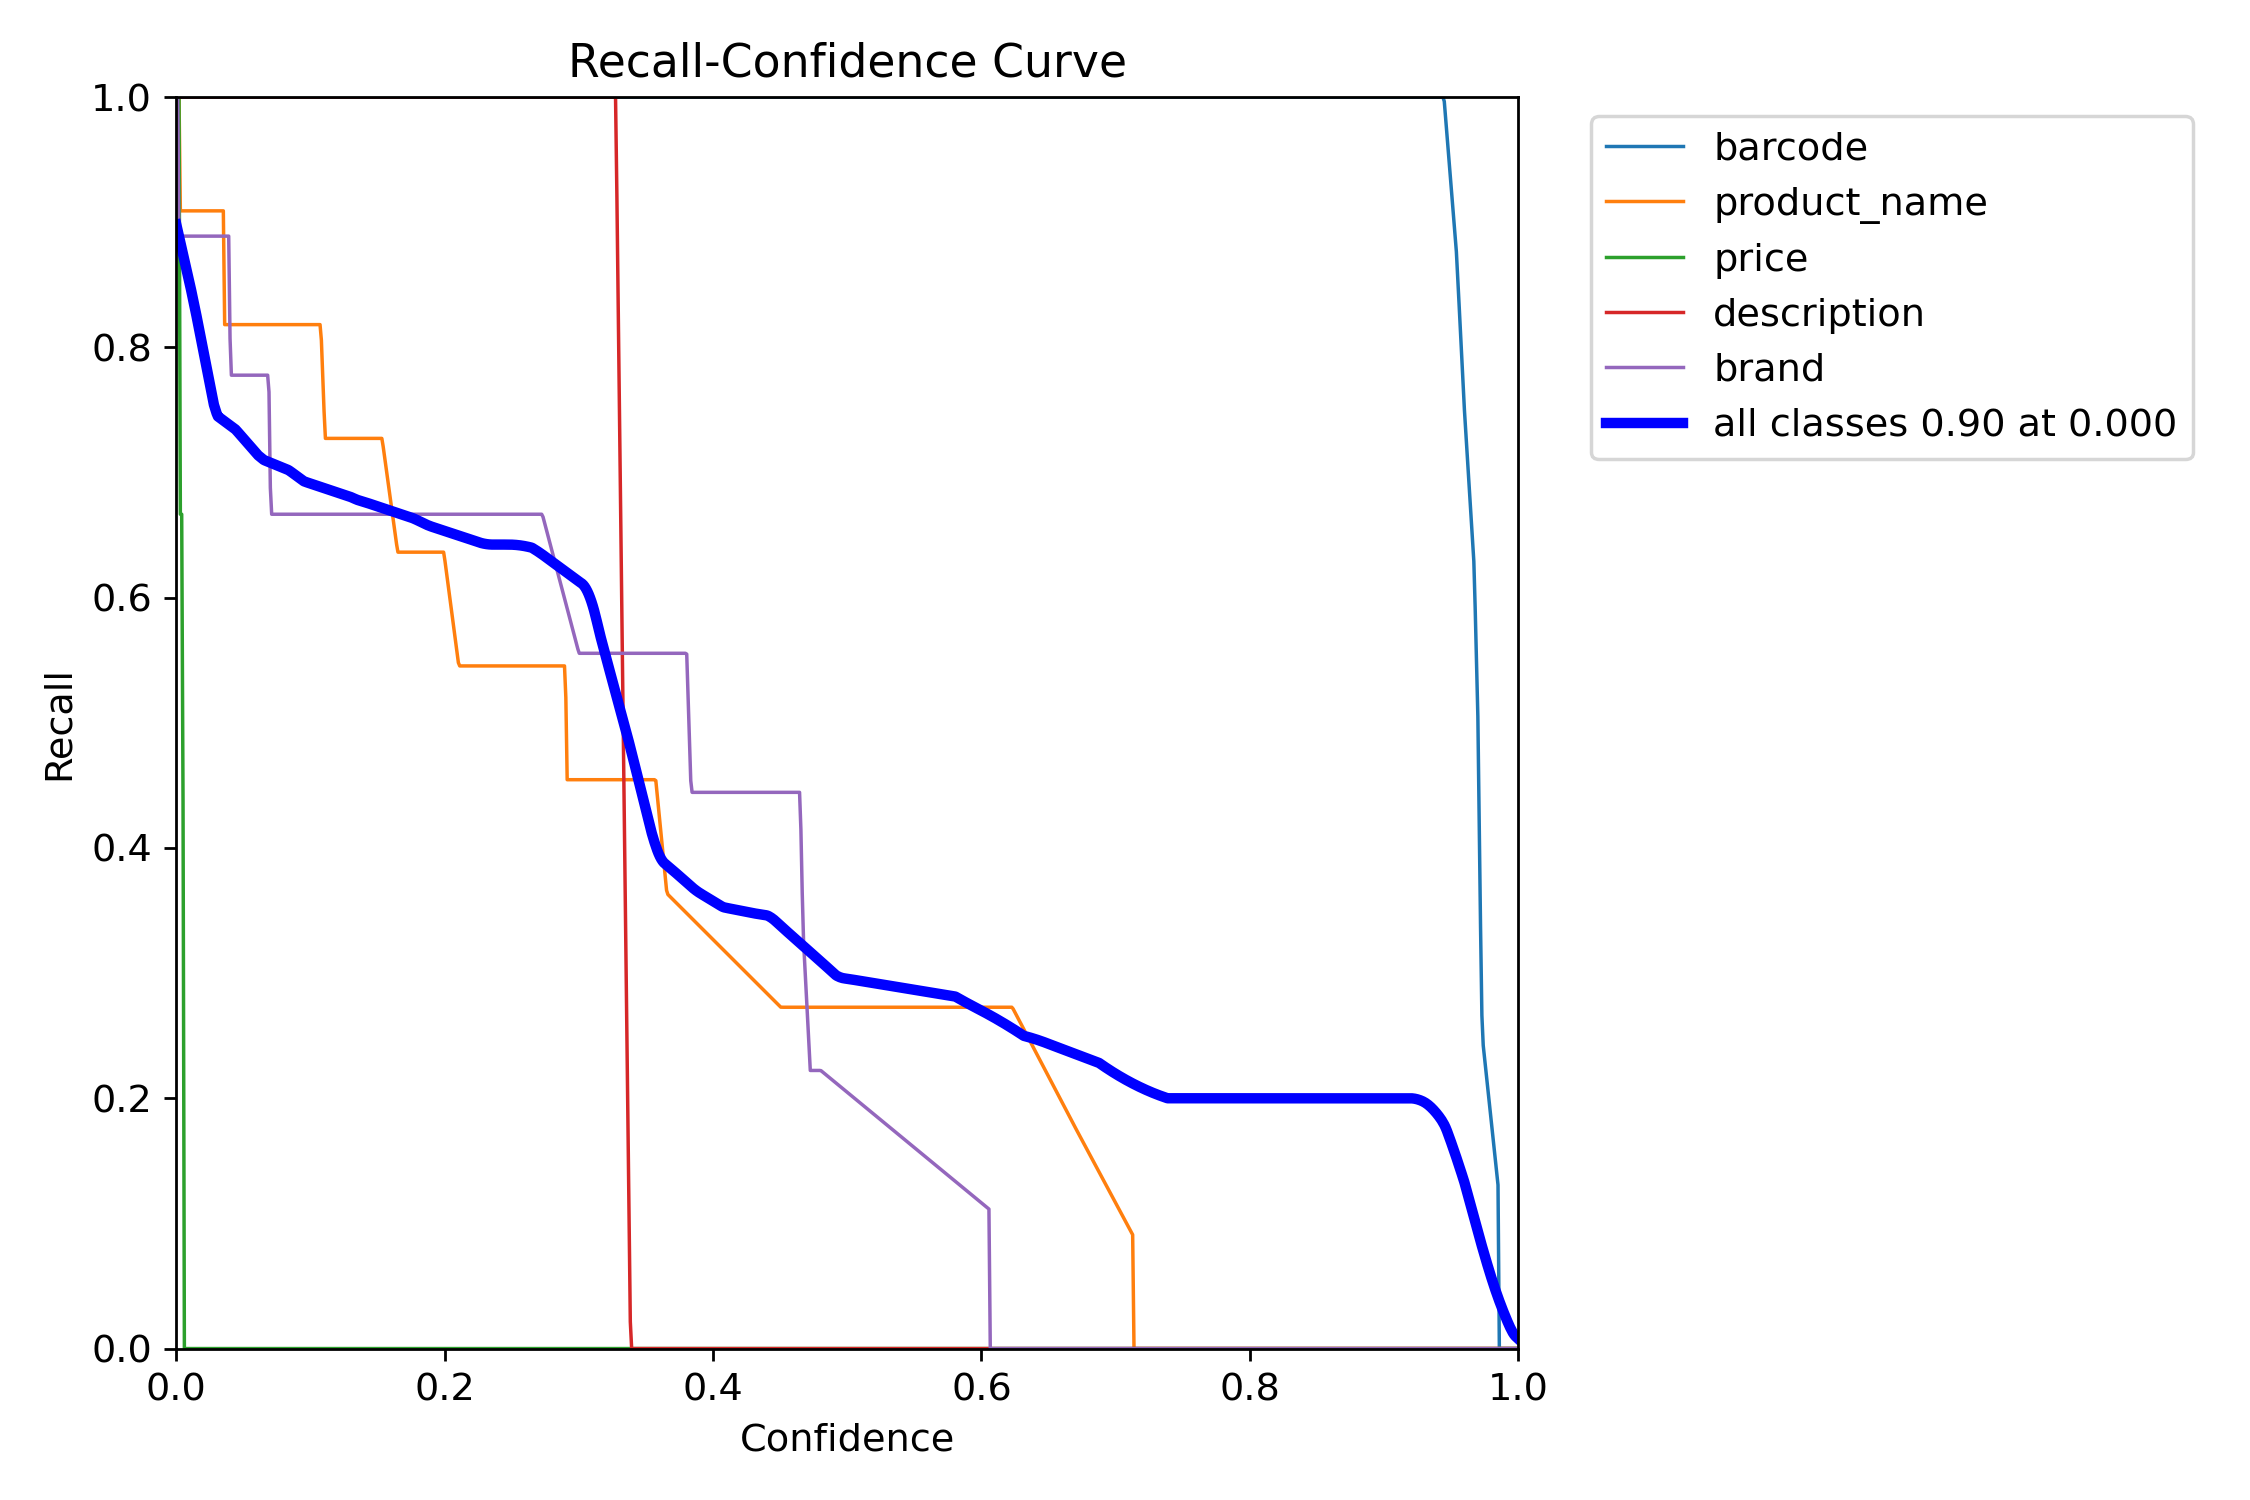 Recall-Confidence Curve
1.0
0.8
0.6
0.4
0.2
0.0
Recall
0.0 0.2 0.4 0.6 0.8 1.0
Confidence
barcode
product_name
price
description
brand
all classes 0.90 at 0.000